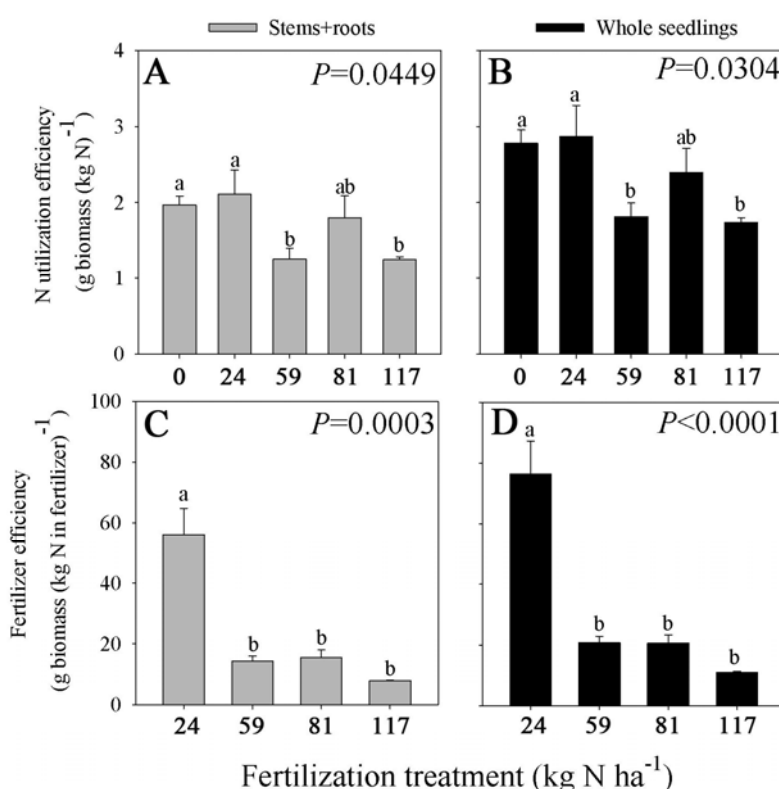 Stems+roots Whole seedlings
A P=0.0449
B P=0.0304
N utilization efficiency
(g biomass (kg N)⁻¹
4
3
2
1
0
a a b ab b
a a b ab b
0 24 59 81 117
0 24 59 81 117
C P=0.0003
D P<0.0001
Fertilizer efficiency
(g biomass (kg N in fertilizer)⁻¹
100
80
60
40
20
0
a b b b
a b b b
24 59 81 117
24 59 81 117
Fertilization treatment (kg N ha⁻¹)